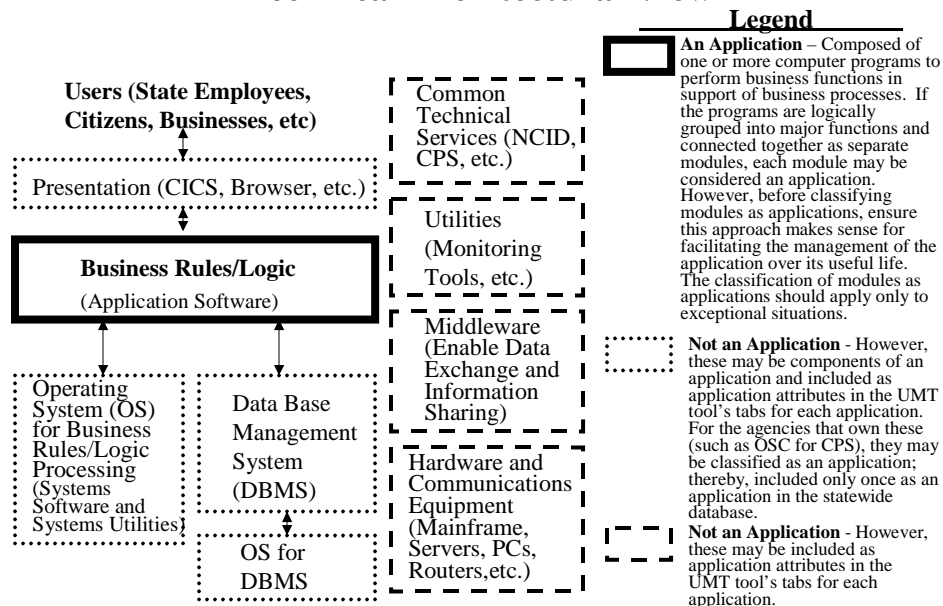 Legend
Users (State Employees,
Citizens, Businesses, etc)
Presentation (CICS, Browser, etc.)
Business Rules/Logic
(Application Software)
Operating
System (OS)
for Business
Rules/Logic
Processing
(Systems
Software and
Systems Utilities)
Data Base
Management
System
(DBMS)
OS for
DBMS
Common
Technical
Services (NCID,
CPS, etc.)
Utilities
(Monitoring
Tools, etc.)
Middleware
(Enable Data
Exchange and
Information
Sharing)
Hardware and
Communications
Equipment
(Mainframe,
Servers, PCs,
Routers,etc.)
An Application – Composed of
one or more computer programs to
perform business functions in
support of business processes. If
the programs are logically
grouped into major functions and
connected together as separate
modules, each module may be
considered an application.
However, before classifying
modules as applications, ensure
this approach makes sense for
facilitating the management of the
application over its useful life.
The classification of modules as
applications should apply only to
exceptional situations.
Not an Application - However,
these may be components of an
application and included as
application attributes in the UMT
tool's tabs for each application.
For the agencies that own these
(such as OSC for CPS), they may
be classified as an application;
thereby, included only once as an
application in the statewide
database.
Not an Application - However,
these may be included as
application attributes in the
UMT tool's tabs for each
application.